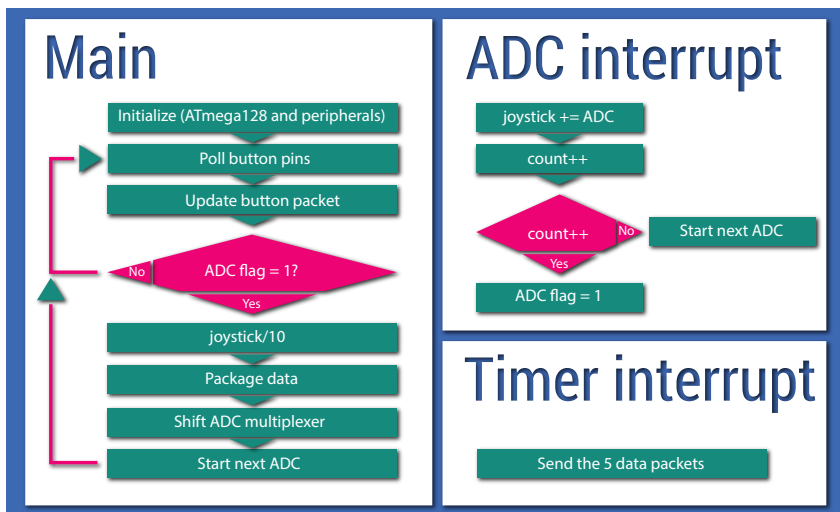 Main
Initialize (ATmega128 and peripherals)
Poll button pins
Update button packet
ADC flag = 1?
No
Yes
joystick/10
Package data
Shift ADC multiplexer
Start next ADC
ADC interrupt
joystick += ADC
count++
count++
No
Start next ADC
Yes
ADC flag = 1
Timer interrupt
Send the 5 data packets